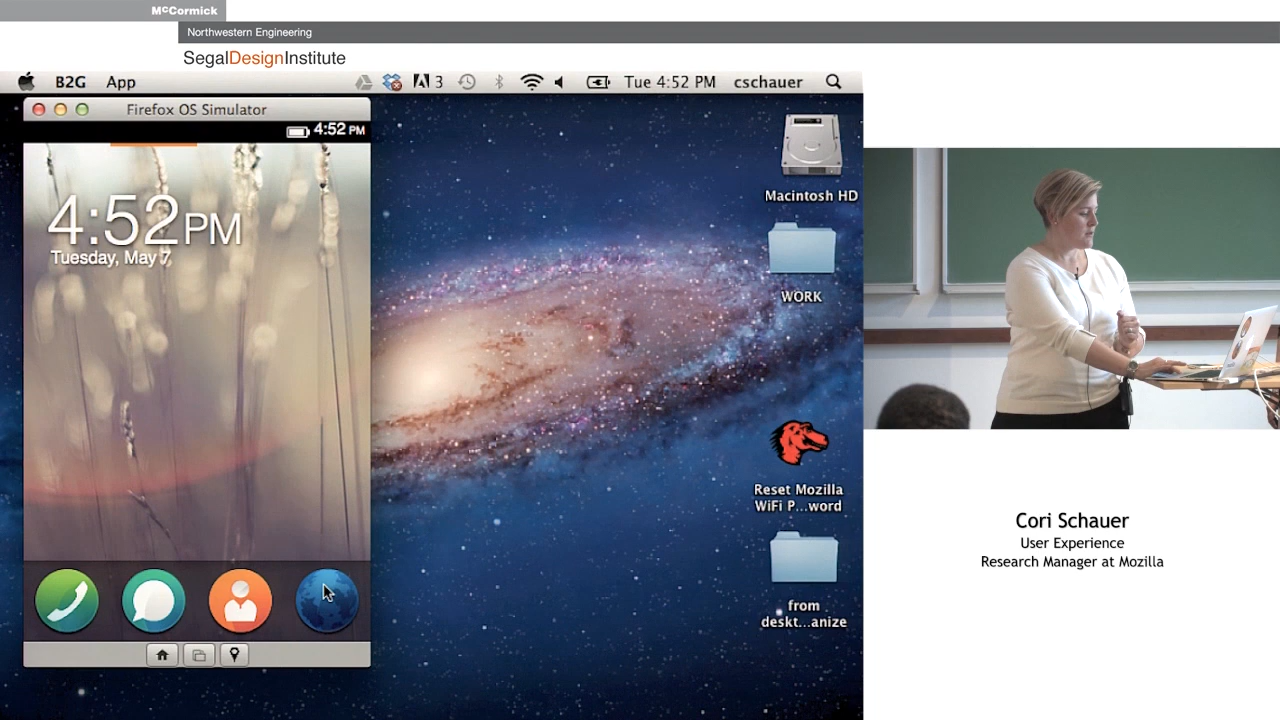 McCormick
Northwestern Engineering
SegalDesignInstitute
B2G App 3 Tue 4:52 PM cschauer
Firefox OS Simulator
4:52 PM
4:52PM
Tuesday, May 7
Macintosh HD
WORK
Reset Mozilla
WiFi P...word
from
deskt...anize
Cori Schauer
User Experience
Research Manager at Mozilla